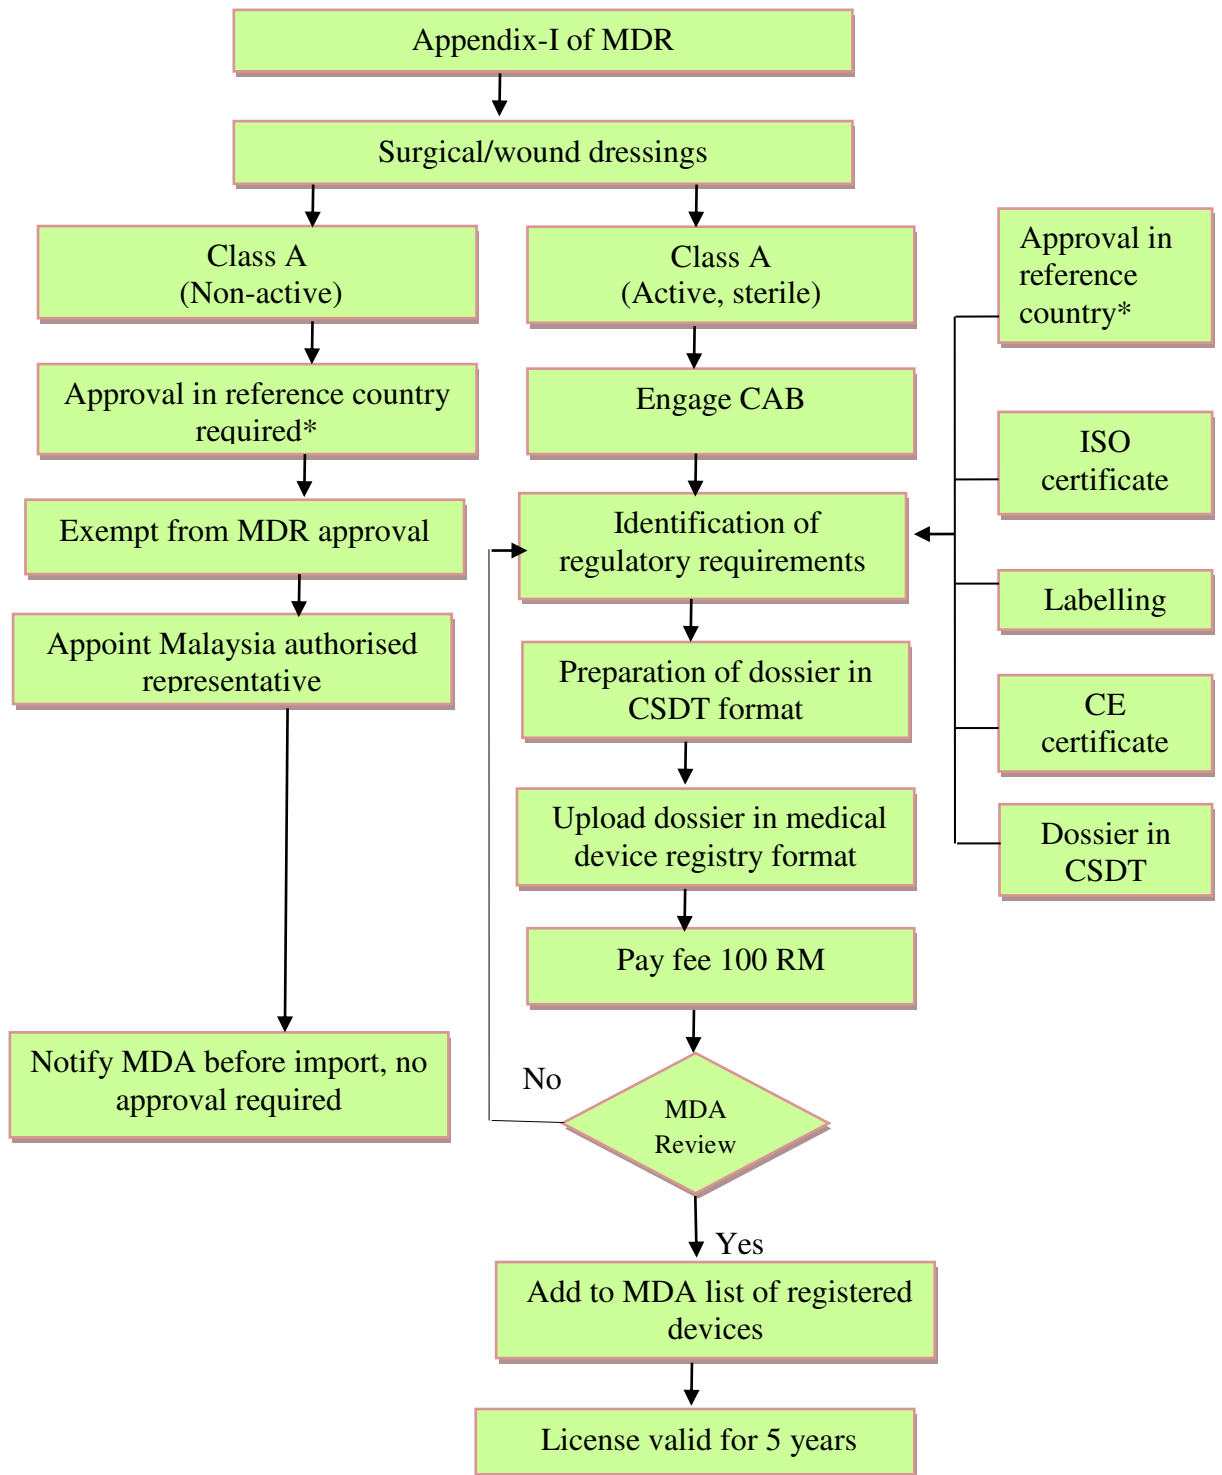 Appendix-I of MDR
Surgical/wound dressings
Class A
(Non-active)
Class A
(Active, sterile)
Approval in
reference
country*
Approval in reference country
required*
Engage CAB
ISO
certificate
Exempt from MDR approval
Identification of
regulatory requirements
Labelling
Appoint Malaysia authorised
representative
Preparation of dossier in
CSDT format
CE
certificate
Upload dossier in medical
device registry format
Dossier in
CSDT
Pay fee 100 RM
Notify MDA before import, no
approval required
No
MDA
Review
Yes
Add to MDA list of registered
devices
License valid for 5 years